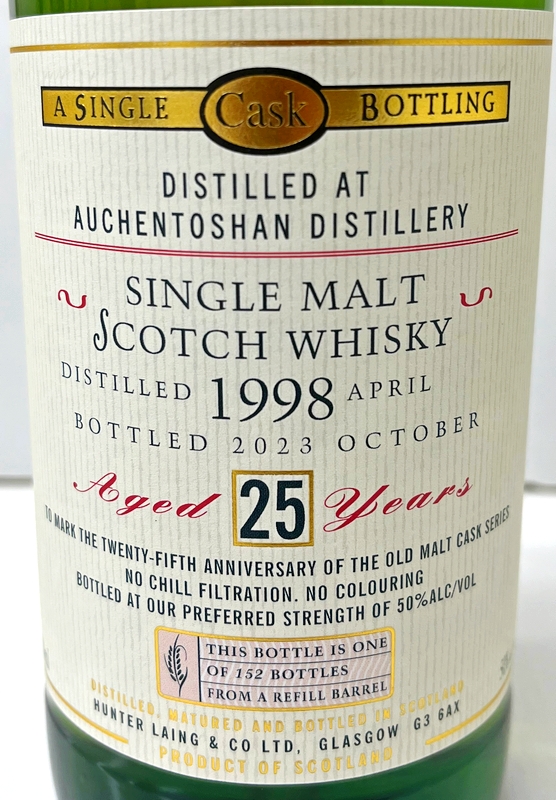 A SINGLE Cask BOTTLING
DISTILLED AT
AUCHENTOSHAN DISTILLERY
SINGLE MALT
SCOTCH WHISKY
DISTILLED 1998 APRIL
BOTTLED 2023 OCTOBER
Aged 25 Years
TO MARK THE TWENTY-FIFTH ANNIVERSARY OF THE OLD MALT CASK SERIES
NO CHILL FILTRATION. NO COLOURING
BOTTLED AT OUR PREFERRED STRENGTH OF 50%ALC/VOL
THIS BOTTLE IS ONE
OF 152 BOTTLES
FROM A REFILL BARREL
DISTILLED, MATURED AND BOTTLED IN SCOTLAND
HUNTER LAING & CO LTD, GLASGOW G3 6AX
PRODUCT OF SCOTLAND